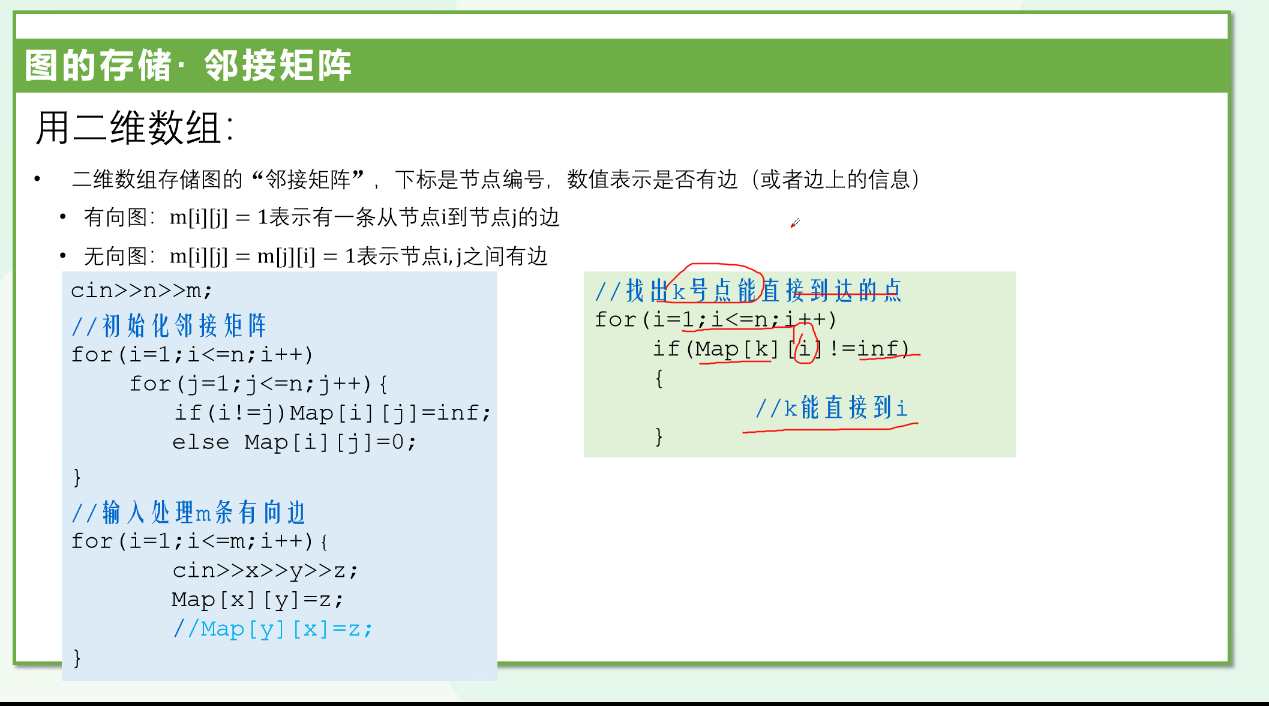 图的存储· 邻接矩阵
用二维数组：
• 二维数组存储图的“邻接矩阵”，下标是节点编号，数值表示是否有边（或者边上的信息）
• 有向图：m[i][j] = 1表示有一条从节点i到节点j的边
• 无向图：m[i][j] = m[j][i] = 1表示节点i, j之间有边
cin>>n>>m;
//初始化邻接矩阵
for(i=1;i<=n;i++)
for(j=1;j<=n;j++){
if(i!=j)Map[i][j]=inf;
else Map[i][j]=0;
}
//输入处理m条有向边
for(i=1;i<=m;i++){
cin>>x>>y>>z;
Map[x][y]=z;
//Map[y][x]=z;
}
//找出k号点能直接到达的点
for(i=1;i<=n;i++)
if(Map[k][i]!=inf)
{
//k能直接到i
}